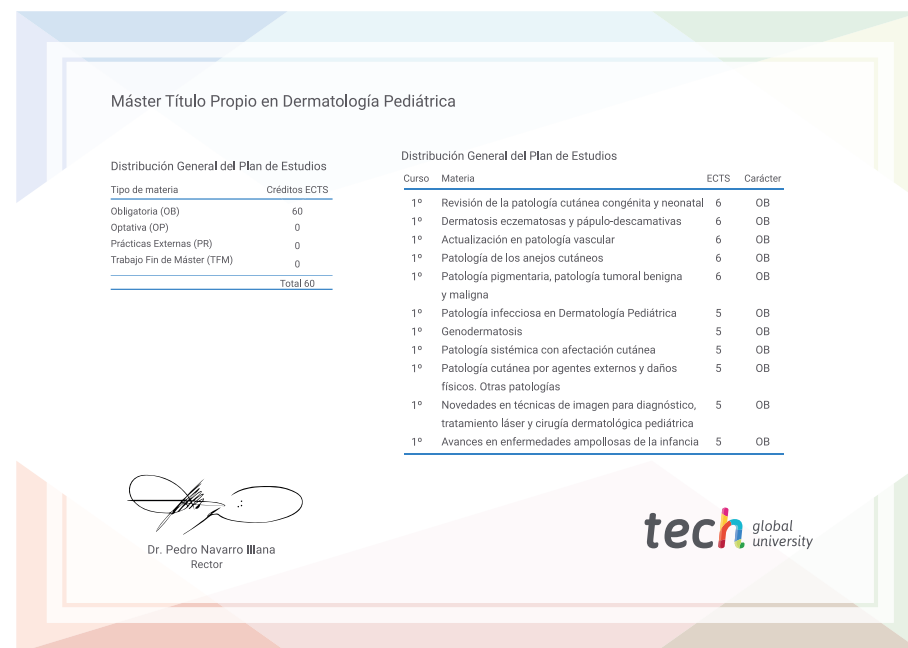 Máster Título Propio en Dermatología Pediátrica
Distribución General del Plan de Estudios
Tipo de materia Créditos ECTS
Obligatoria (OB) 60
Optativa (OP) 0
Prácticas Externas (PR) 0
Trabajo Fin de Máster (TFM) 0
Total 60
Distribución General del Plan de Estudios
Curso Materia ECTS Carácter
1º Revisión de la patología cutánea congénita y neonatal 6 OB
1º Dermatosis eczematosas y pápulo-descamativas 6 OB
1º Actualización en patología vascular 6 OB
1º Patología de los anejos cutáneos 6 OB
1º Patología pigmentaria, patología tumoral benigna 6 OB
y maligna
1º Patología infecciosa en Dermatología Pediátrica 5 OB
1º Genodermatosis 5 OB
1º Patología sistémica con afectación cutánea 5 OB
1º Patología cutánea por agentes externos y daños 5 OB
físicos. Otras patologías
1º Novedades en técnicas de imagen para diagnóstico, 5 OB
tratamiento láser y cirugía dermatológica pediátrica
1º Avances en enfermedades ampollosas de la infancia 5 OB
Dr. Pedro Navarro Illana
Rector
tech global
university